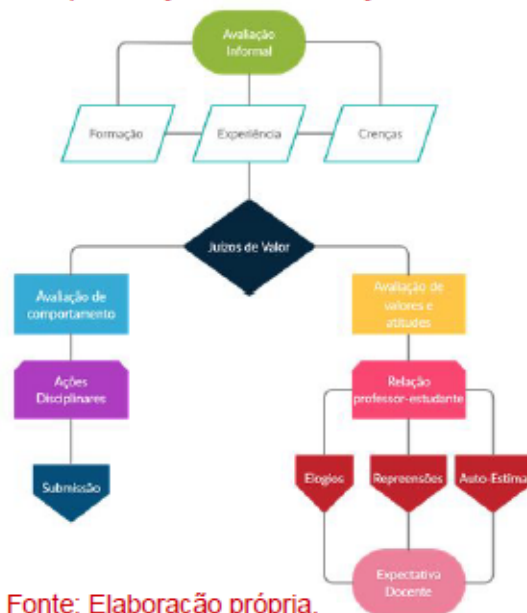 Avaliação
Informal
Formação
Experiência
Crenças
Juízos de Valor
Avaliação de
comportamento
Avaliação de
valores e
atitudes
Ações
Disciplinares
Relação
professor-estudante
Submissão
Elogios
Repreensões
Auto-Estima
Expectativa
Docente
Fonte: Elaboração própria.